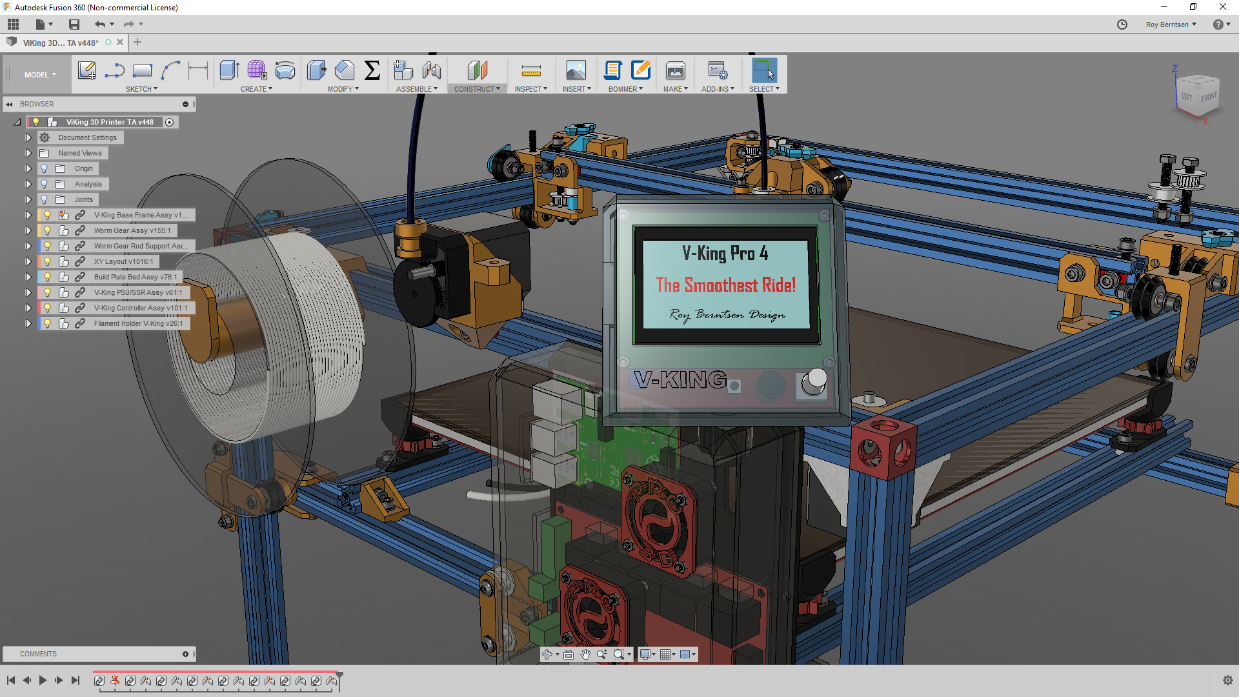 Autodesk Fusion 360 (Non-commercial License)
Roy Berntsen
ViKing 3D... TA v448*
MODEL
SKETCH
CREATE
MODIFY
ASSEMBLE
CONSTRUCT
INSPECT
INSERT
BOMMER
MAKE
ADD-INS
SELECT
BROWSER
ViKing 3D Printer TA v448
Document Settings
Named Views
Origin
Analysis
Joints
V-King Base Frame Assy v1...
Worm Gear Assy v155:1
Worm Gear Rod Support Ass...
XY Layout v1016:1
Build Plate Bed Assy v78:1
V-King PSU/SSR Assy v61:1
V-King Controller Assy v101:1
Filament Holder V-King v26:1
Z
LEFT
FRONT
X
V-King Pro 4
The Smoothest Ride!
Roy Berntsen Design
V-KING
COMMENTS